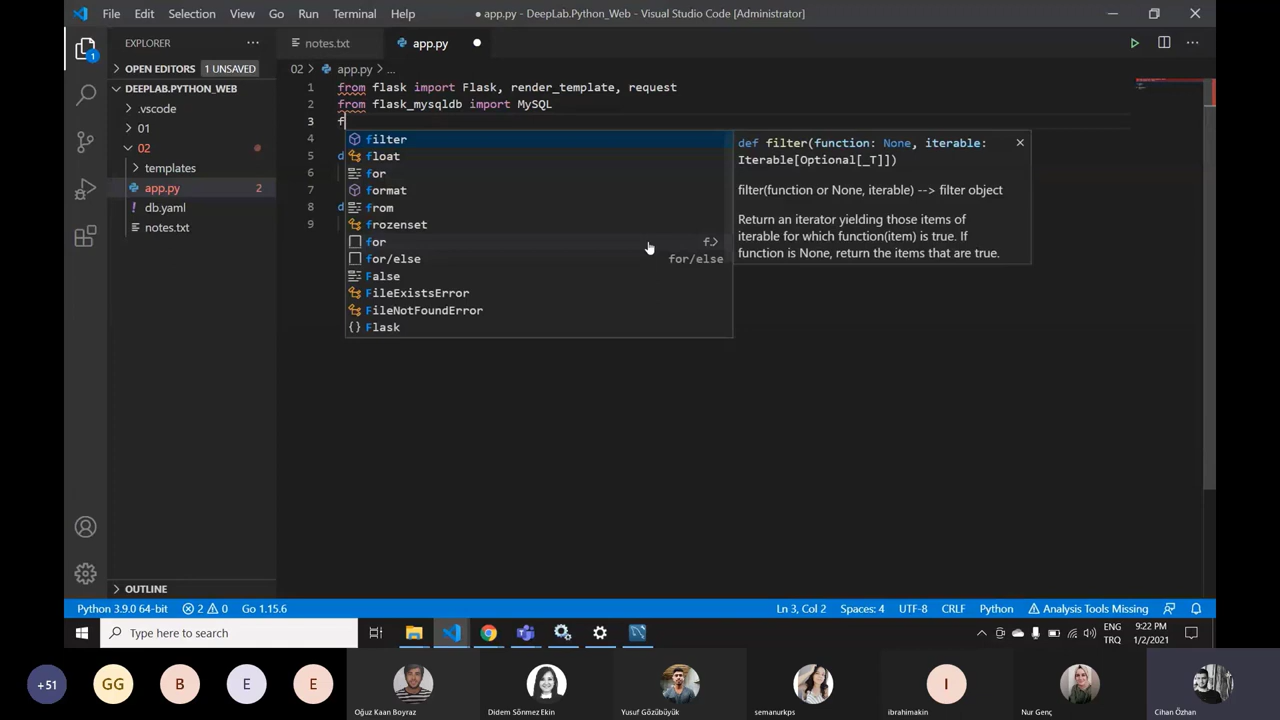 File Edit Selection View Go Run Terminal Help
● app.py - DeepLab.Python_Web - Visual Studio Code [Administrator]
EXPLORER
notes.txt
app.py
OPEN EDITORS 1 UNSAVED
02 > app.py > ...
DEEPLAB.PYTHON_WEB
.vscode
01
02
templates
app.py 2
db.yaml
notes.txt
OUTLINE
1 from flask import Flask, render_template, request
2 from flask_mysqldb import MySQL
3 f
4
5 d
6
7
8 d
9
filter
float
for
format
from
frozenset
for
for/else for/else
False
FileExistsError
FileNotFoundError
Flask
def filter(function: None, iterable:
Iterable[Optional[_T]])
filter(function or None, iterable) --> filter object
Return an iterator yielding those items of
iterable for which function(item) is true. If
function is None, return the items that are true.
1
Python 3.9.0 64-bit 2 0 Go 1.15.6 Ln 3, Col 2 Spaces: 4 UTF-8 CRLF Python Analysis Tools Missing
Type here to search
ENG
TRQ
9:22 PM
1/2/2021
+51 GG B E E I
Oğuz Kaan Boyraz Didem Sönmez Ekin Yusuf Gözübüyük semanurkps ibrahimakin Nur Genç Cihan Özhan